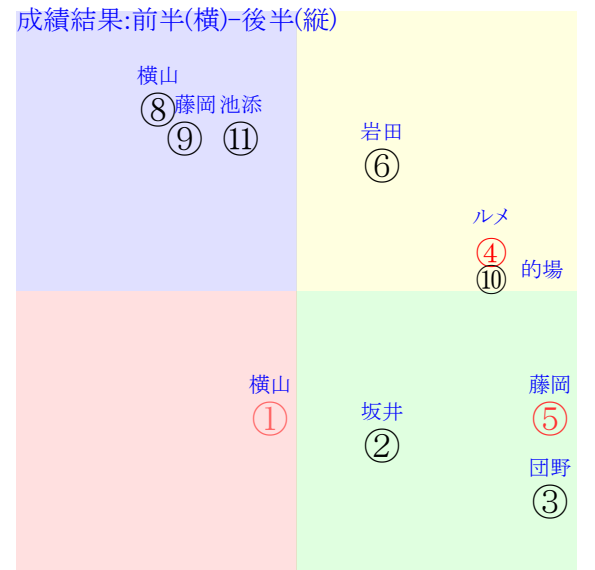 成績結果:前半(横)-後半(縦)
横山
⑧
藤岡
⑨
池添
⑪
岩田
⑥
ルメ
④
⑩
的場
横山
①
坂井
②
藤岡
⑤
団野
③